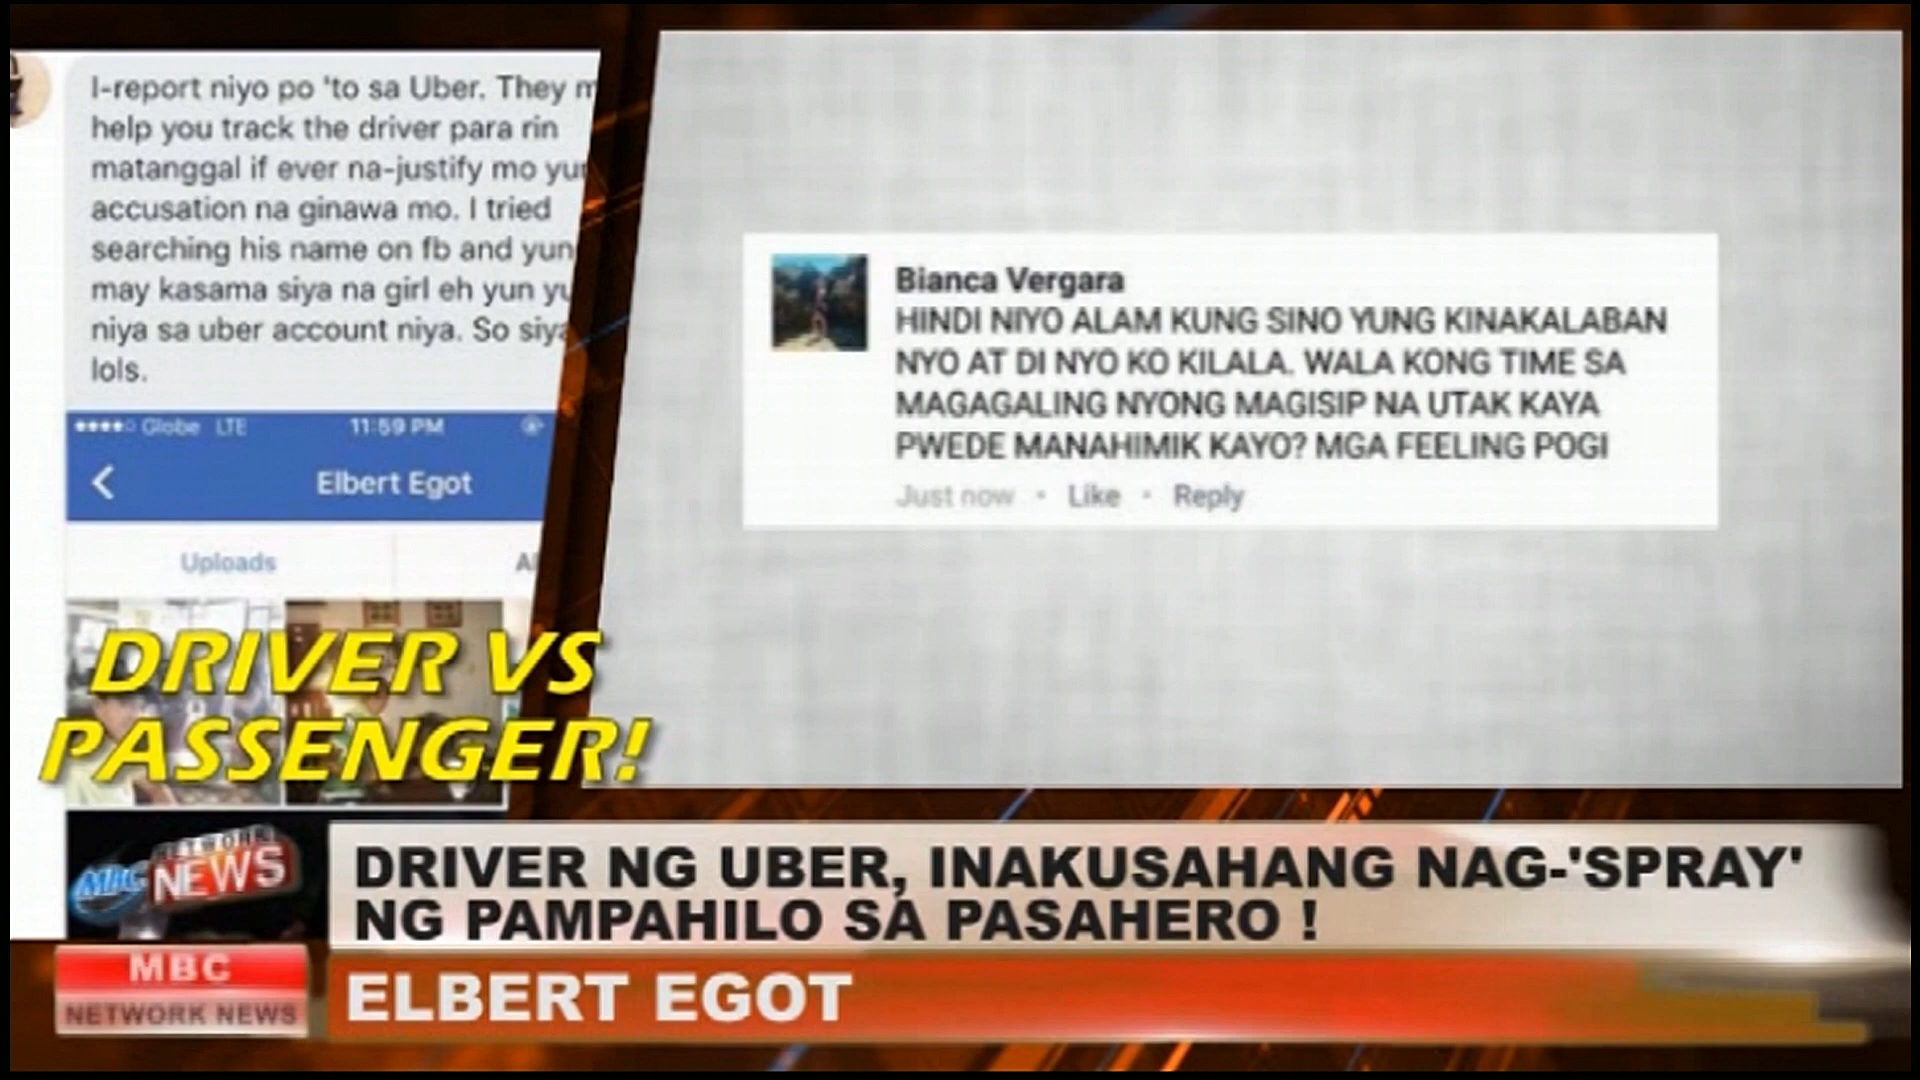 I-report niyo po 'to sa Uber. They
help you track the driver para rin
matanggal if ever na-justify mo
accusation na ginawa mo. I tried
searching his name on fb and yun
may kasama siya na girl eh yun
niya sa uber account niya. So siya
lols.
Globe LTE 11:59 PM
Elbert Egot
Uploads
Bianca Vergara
HINDI NIYO ALAM KUNG SINO YUNG KINAKALABAN
NYO AT DI NYO KO KILALA. WALA KONG TIME SA
MAGAGALING NYONG MAGISIP NA UTAK KAYA
PWEDE MANAHIMIK KAYO? MGA FEELING POGI
Just now · Like · Reply
DRIVER VS
PASSENGER!
MBC NETWORK NEWS
DRIVER NG UBER, INAKUSAHANG NAG-'SPRAY'
NG PAMPAHILO SA PASAHERO !
MBC
NETWORK NEWS
ELBERT EGOT